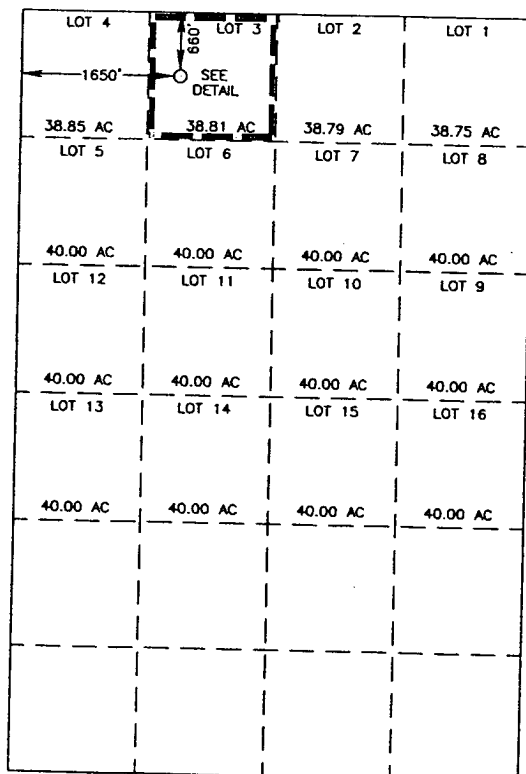 LOT 4 LOT 3 LOT 2 LOT 1
660'
1650' SEE
DETAIL
38.85 AC 38.81 AC 38.79 AC 38.75 AC
LOT 5 LOT 6 LOT 7 LOT 8
40.00 AC 40.00 AC 40.00 AC 40.00 AC
LOT 12 LOT 11 LOT 10 LOT 9
40.00 AC 40.00 AC 40.00 AC 40.00 AC
LOT 13 LOT 14 LOT 15 LOT 16
40.00 AC 40.00 AC 40.00 AC 40.00 AC